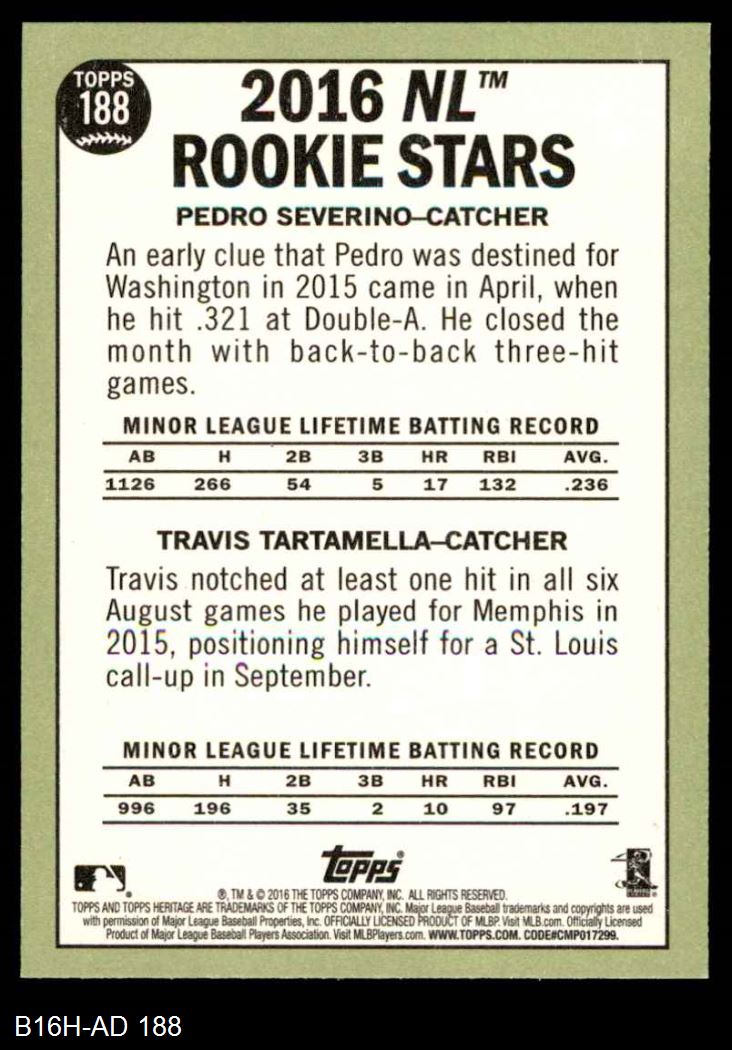 TOPPS
188
2016 NL™
ROOKIE STARS
PEDRO SEVERINO–CATCHER
An early clue that Pedro was destined for
Washington in 2015 came in April, when
he hit .321 at Double-A. He closed the
month with back-to-back three-hit
games.
MINOR LEAGUE LIFETIME BATTING RECORD
AB H 2B 3B HR RBI AVG.
1126 266 54 5 17 132 .236
TRAVIS TARTAMELLA–CATCHER
Travis notched at least one hit in all six
August games he played for Memphis in
2015, positioning himself for a St. Louis
call-up in September.
MINOR LEAGUE LIFETIME BATTING RECORD
AB H 2B 3B HR RBI AVG.
996 196 35 2 10 97 .197
Topps®
®, TM & © 2016 THE TOPPS COMPANY, INC. ALL RIGHTS RESERVED.
TOPPS AND TOPPS HERITAGE ARE TRADEMARKS OF THE TOPPS COMPANY, INC. Major League Baseball trademarks and copyrights are used
with permission of Major League Baseball Properties, Inc. OFFICIALLY LICENSED PRODUCT OF MLBP. Visit MLB.com. Officially Licensed
Product of Major League Baseball Players Association. Visit MLBPlayers.com. WWW.TOPPS.COM. CODE#CMP017299.
B16H-AD 188